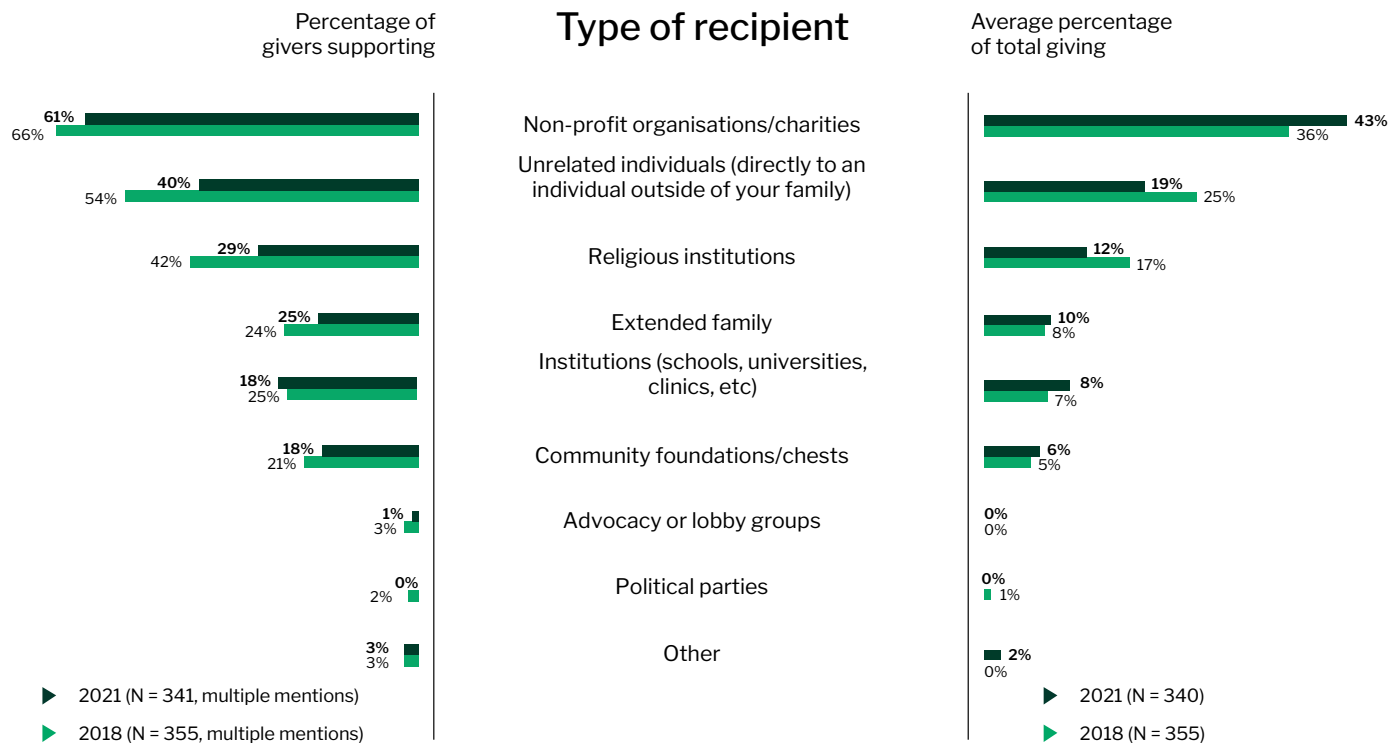 Percentage of
givers supporting
Type of recipient
Average percentage
of total giving
61%
66%
Non-profit organisations/charities
43%
36%
40%
54%
Unrelated individuals (directly to an
individual outside of your family)
19%
25%
29%
42%
Religious institutions
12%
17%
25%
24%
Extended family
10%
8%
18%
25%
Institutions (schools, universities,
clinics, etc)
8%
7%
18%
21%
Community foundations/chests
6%
5%
1%
3%
Advocacy or lobby groups
0%
0%
0%
2%
Political parties
0%
1%
3%
3%
Other
2%
0%
2021 (N = 341, multiple mentions)
2018 (N = 355, multiple mentions)
2021 (N = 340)
2018 (N = 355)